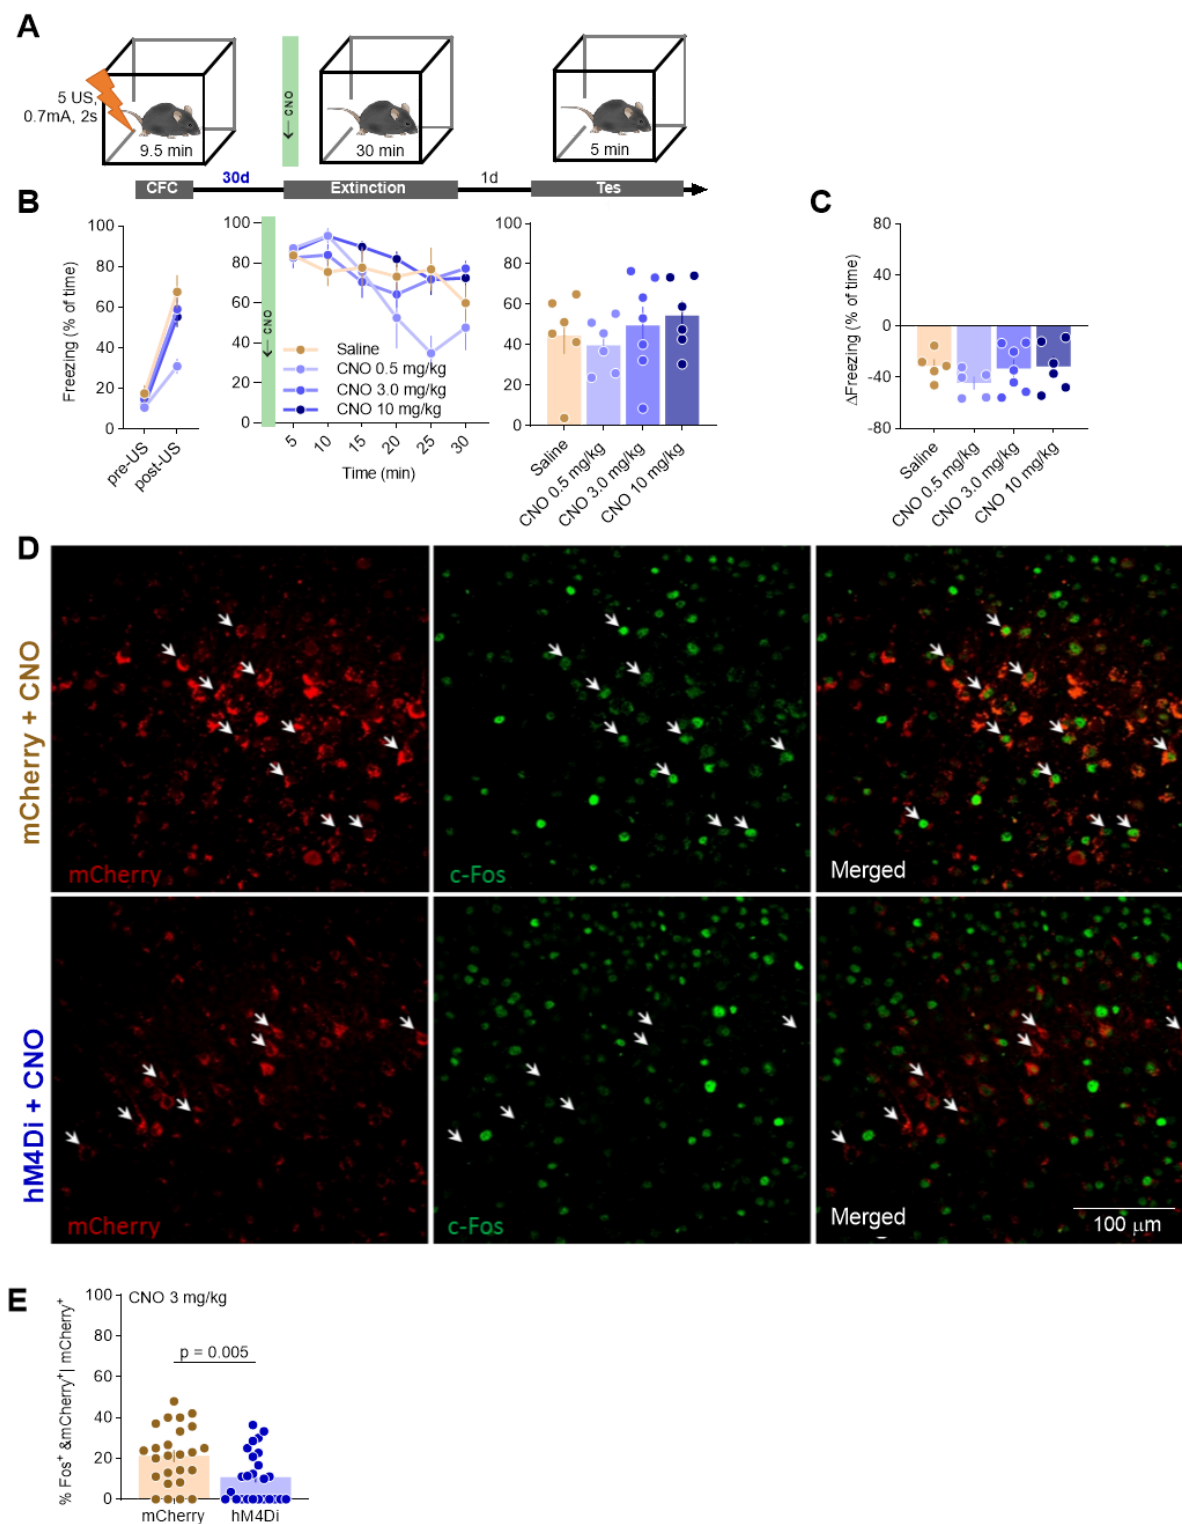 A
5 US,
0.7mA, 2s
9.5 min
← CNO
30 min
5 min
CFC
30d
Extinction
1d
Tes
B
Freezing (% of time)
100
80
60
40
20
0
pre-US
post-US
← CNO
100
80
60
40
20
0
Saline
CNO 0.5 mg/kg
CNO 3.0 mg/kg
CNO 10 mg/kg
5
10
15
20
25
30
Time (min)
100
80
60
40
20
0
Saline
CNO 0.5 mg/kg
CNO 3.0 mg/kg
CNO 10 mg/kg
C
ΔFreezing (% of time)
80
40
0
-40
-80
Saline
CNO 0.5 mg/kg
CNO 3.0 mg/kg
CNO 10 mg/kg
D
mCherry + CNO
mCherry
c-Fos
Merged
hM4Di + CNO
mCherry
c-Fos
Merged
100 μm
E
% Fos⁺ &mCherry⁺| mCherry⁺
100
80
60
40
20
0
CNO 3 mg/kg
p = 0.005
mCherry
hM4Di